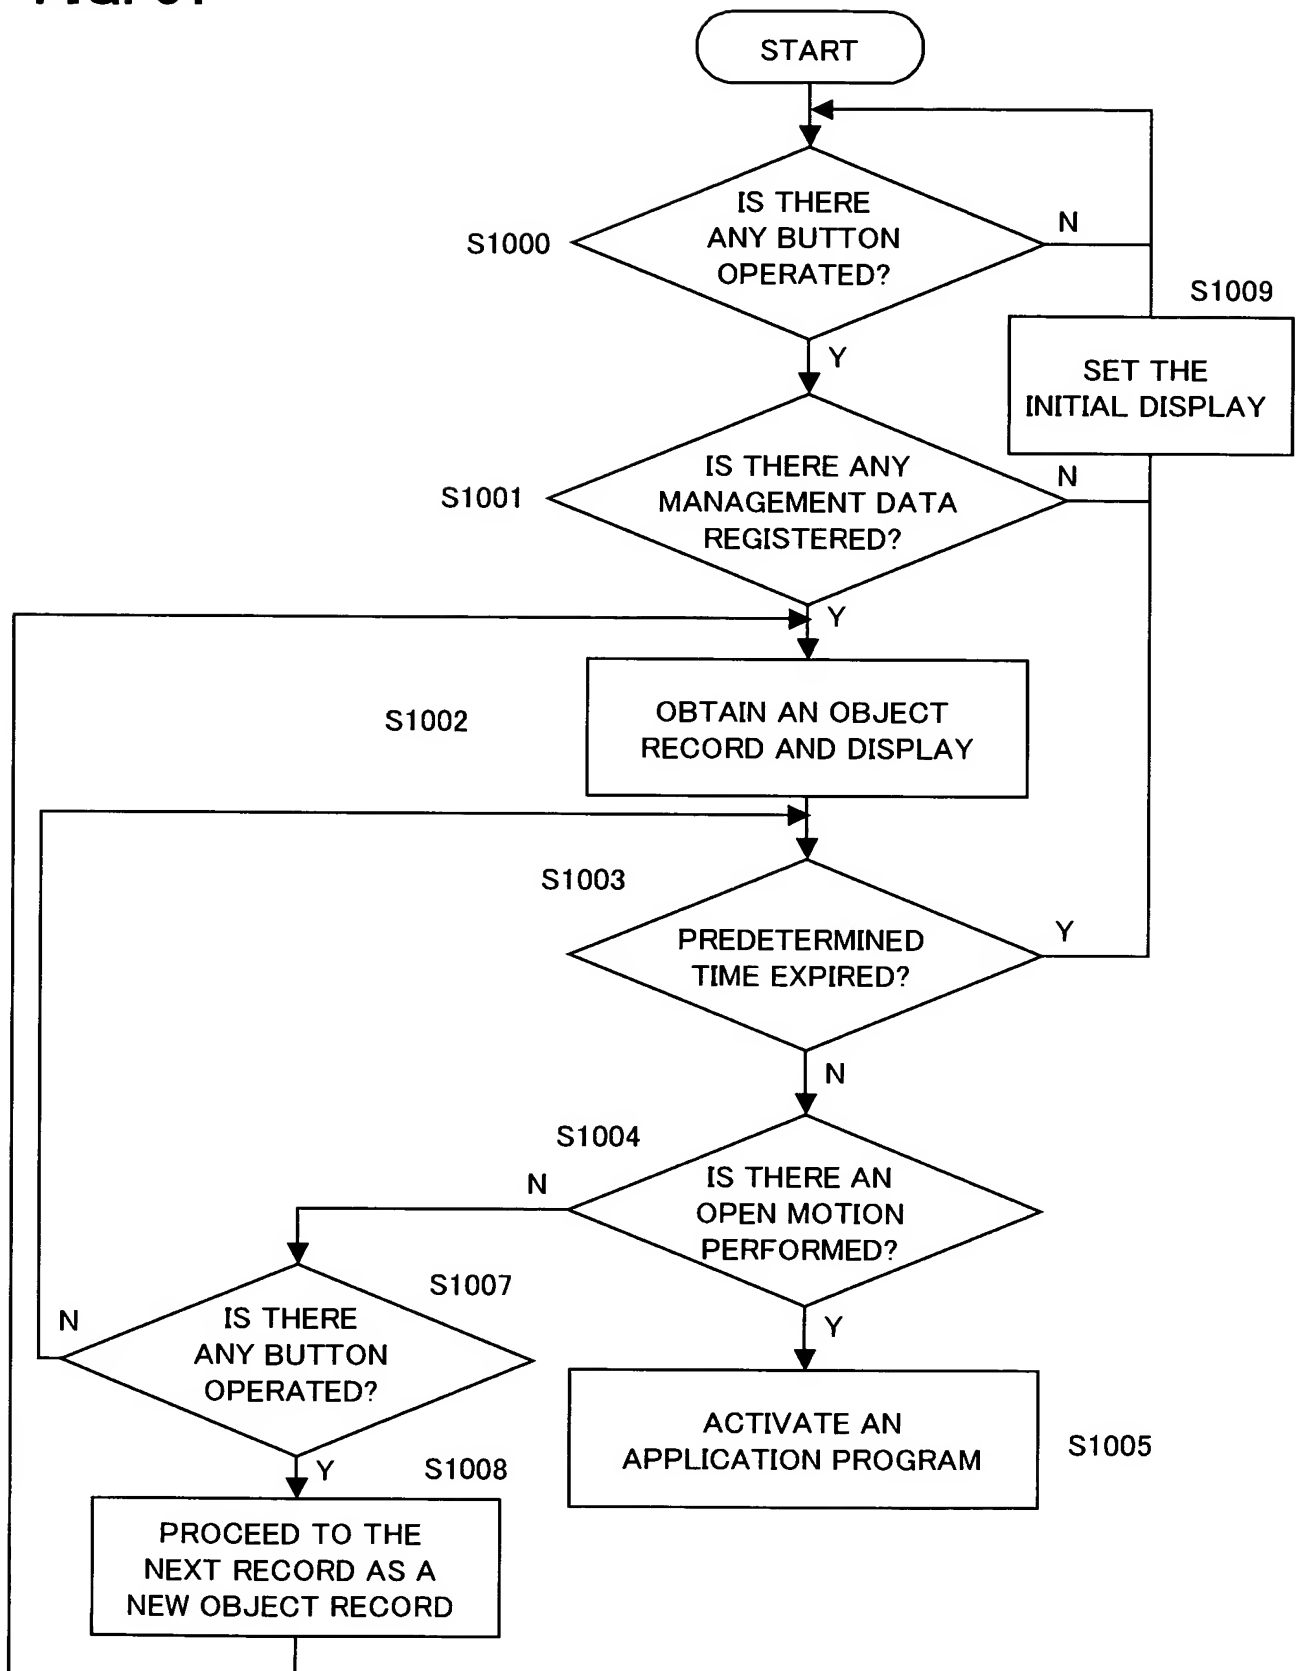 START
IS THERE
ANY BUTTON
OPERATED?
S1000
N
S1009
Y
SET THE
INITIAL DISPLAY
IS THERE ANY
MANAGEMENT DATA
REGISTERED?
S1001
N
Y
S1002
OBTAIN AN OBJECT
RECORD AND DISPLAY
S1003
PREDETERMINED
TIME EXPIRED?
Y
N
S1004
IS THERE AN
OPEN MOTION
PERFORMED?
N
S1007
IS THERE
ANY BUTTON
OPERATED?
N
Y
ACTIVATE AN
APPLICATION PROGRAM
S1005
Y
S1008
PROCEED TO THE
NEXT RECORD AS A
NEW OBJECT RECORD